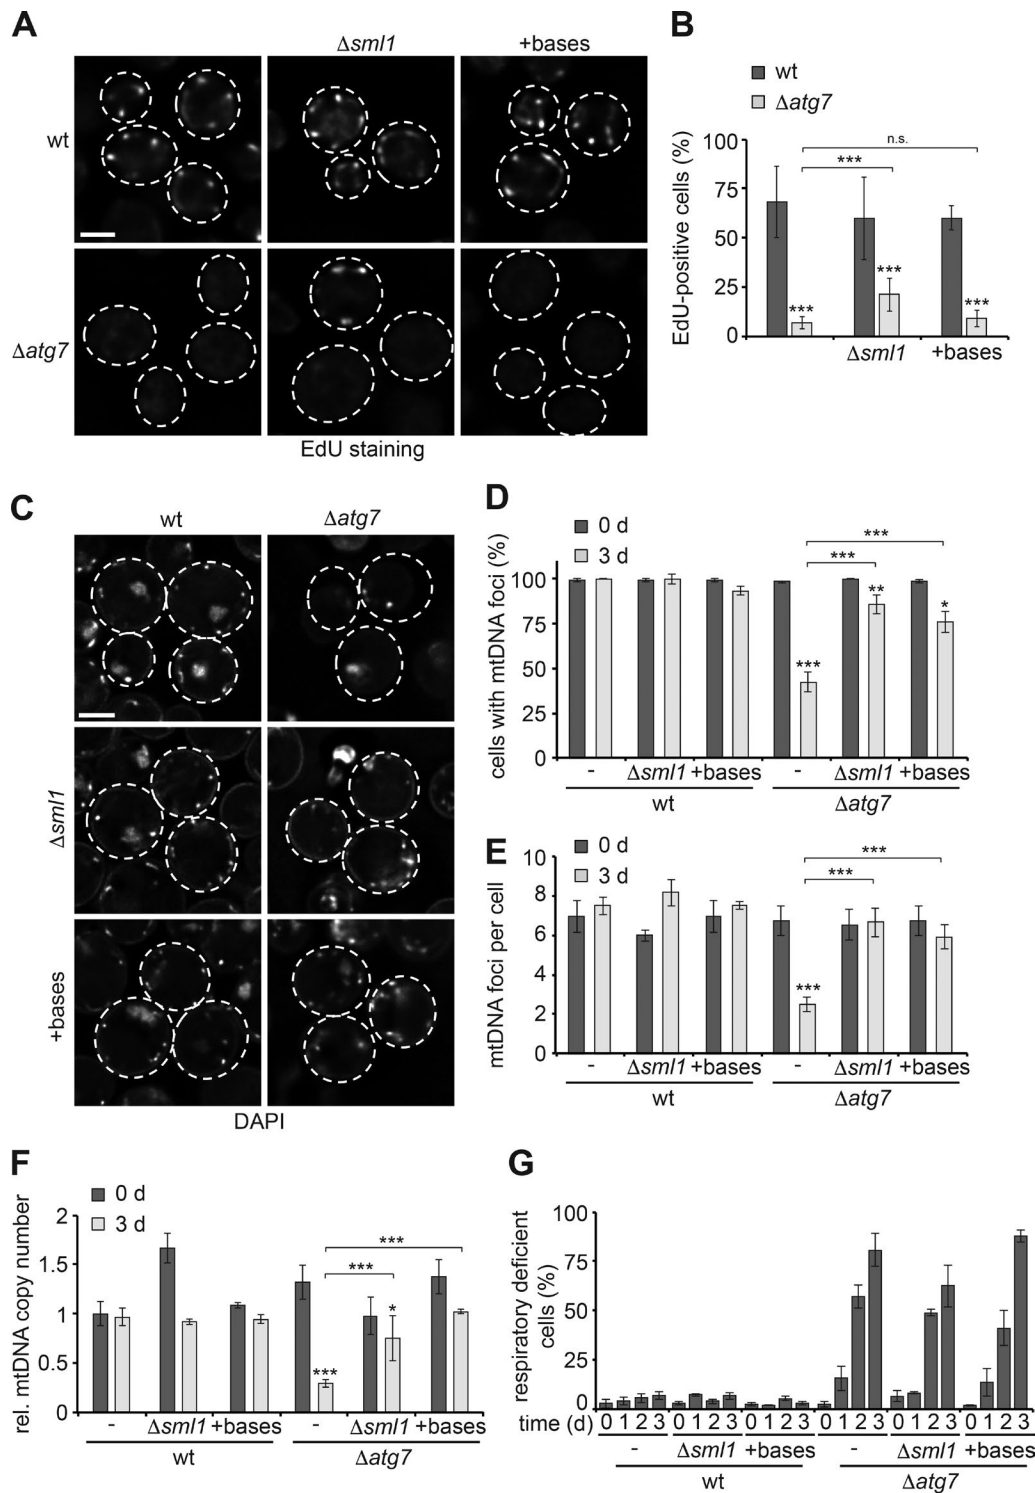 A
Δsml1
+bases
wt
Δatg7
EdU staining
B
wt
Δatg7
EdU-positive cells (%)
100
75
50
25
0
n.s.
***
***
***
***
Δsml1
+bases
C
wt
Δatg7
Δsml1
+bases
DAPI
D
0 d
3 d
cells with mtDNA foci (%)
100
75
50
25
0
***
***
**
*
***
- Δsml1 +bases - Δsml1 +bases
wt Δatg7
E
0 d
3 d
mtDNA foci per cell
10
8
6
4
2
0
***
***
***
- Δsml1 +bases - Δsml1 +bases
wt Δatg7
F
0 d
3 d
rel. mtDNA copy number
2
1.5
1
0.5
0
***
***
*
***
- Δsml1 +bases - Δsml1 +bases
wt Δatg7
G
respiratory deficient
cells (%)
100
75
50
25
0
time (d) 0 1 2 3 0 1 2 3 0 1 2 3 0 1 2 3 0 1 2 3 0 1 2 3
- Δsml1 +bases - Δsml1 +bases
wt Δatg7